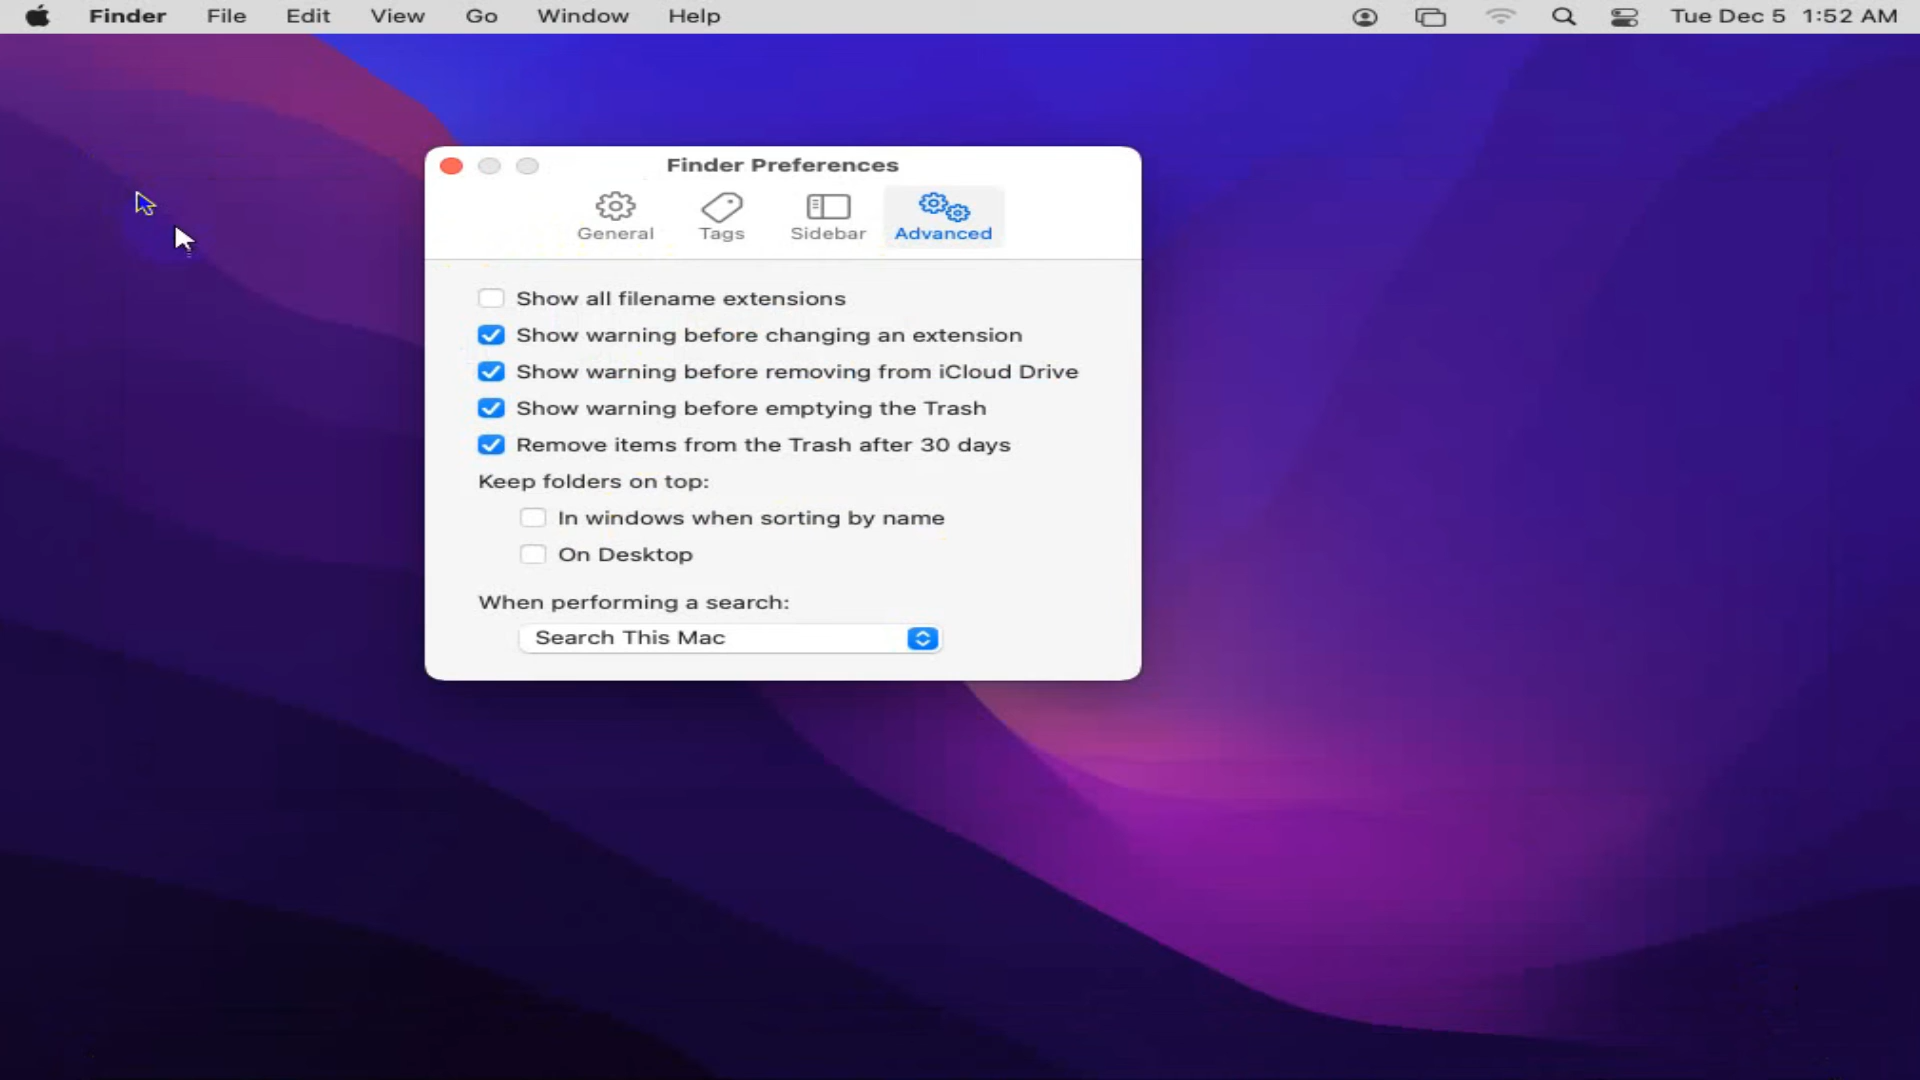 Finder File Edit View Go Window Help Tue Dec 5 1:52 AM
Finder Preferences
General Tags Sidebar Advanced
Show all filename extensions
Show warning before changing an extension
Show warning before removing from iCloud Drive
Show warning before emptying the Trash
Remove items from the Trash after 30 days
Keep folders on top:
In windows when sorting by name
On Desktop
When performing a search:
Search This Mac